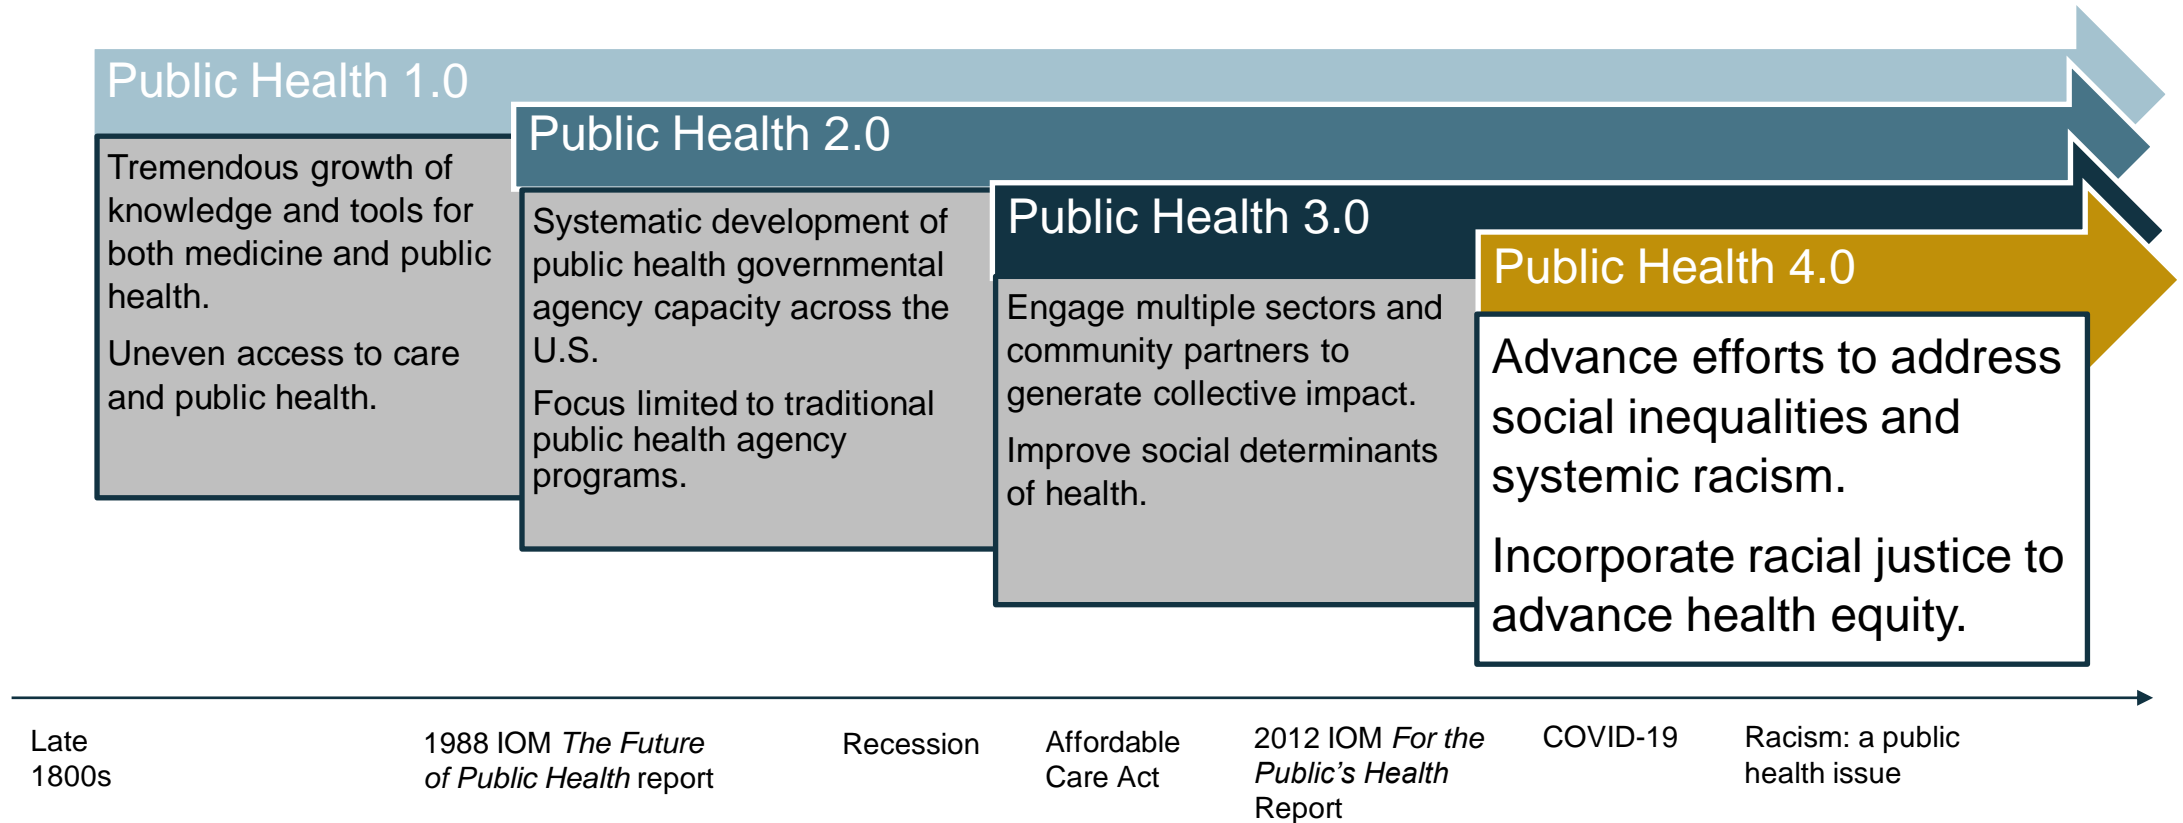 Public Health 1.0
Tremendous growth of
knowledge and tools for
both medicine and public
health.
Uneven access to care
and public health.
Public Health 2.0
Systematic development of
public health governmental
agency capacity across the
U.S.
Focus limited to traditional
public health agency
programs.
Public Health 3.0
Engage multiple sectors and
community partners to
generate collective impact.
Improve social determinants
of health.
Public Health 4.0
Advance efforts to address
social inequalities and
systemic racism.
Incorporate racial justice to
advance health equity.
Late
1800s
1988 IOM The Future
of Public Health report
Recession
Affordable
Care Act
2012 IOM For the
Public’s Health
Report
COVID-19
Racism: a public
health issue